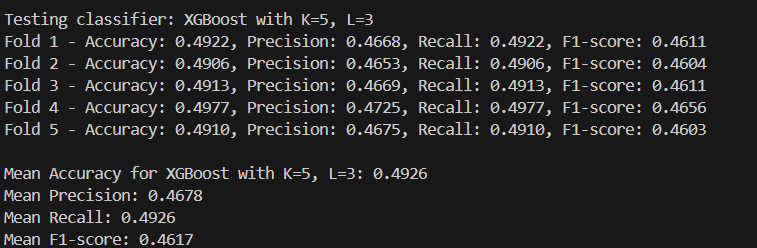 Testing classifier: XGBoost with K=5, L=3
Fold 1 - Accuracy: 0.4922, Precision: 0.4668, Recall: 0.4922, F1-score: 0.4611
Fold 2 - Accuracy: 0.4906, Precision: 0.4653, Recall: 0.4906, F1-score: 0.4604
Fold 3 - Accuracy: 0.4913, Precision: 0.4669, Recall: 0.4913, F1-score: 0.4611
Fold 4 - Accuracy: 0.4977, Precision: 0.4725, Recall: 0.4977, F1-score: 0.4656
Fold 5 - Accuracy: 0.4910, Precision: 0.4675, Recall: 0.4910, F1-score: 0.4603
Mean Accuracy for XGBoost with K=5, L=3: 0.4926
Mean Precision: 0.4678
Mean Recall: 0.4926
Mean F1-score: 0.4617